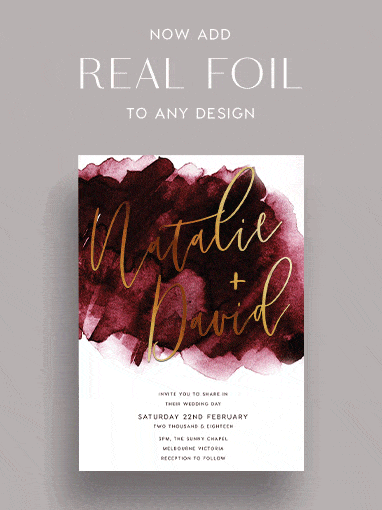 NOW ADD
REAL FOIL
TO ANY DESIGN
Natalie
+
David
INVITE YOU TO SHARE IN
THEIR WEDDING DAY
SATURDAY 22ND FEBRUARY
TWO THOUSAND & EIGHTEEN
3PM, THE SUNNY CHAPEL
MELBOURNE VICTORIA
RECEPTION TO FOLLOW